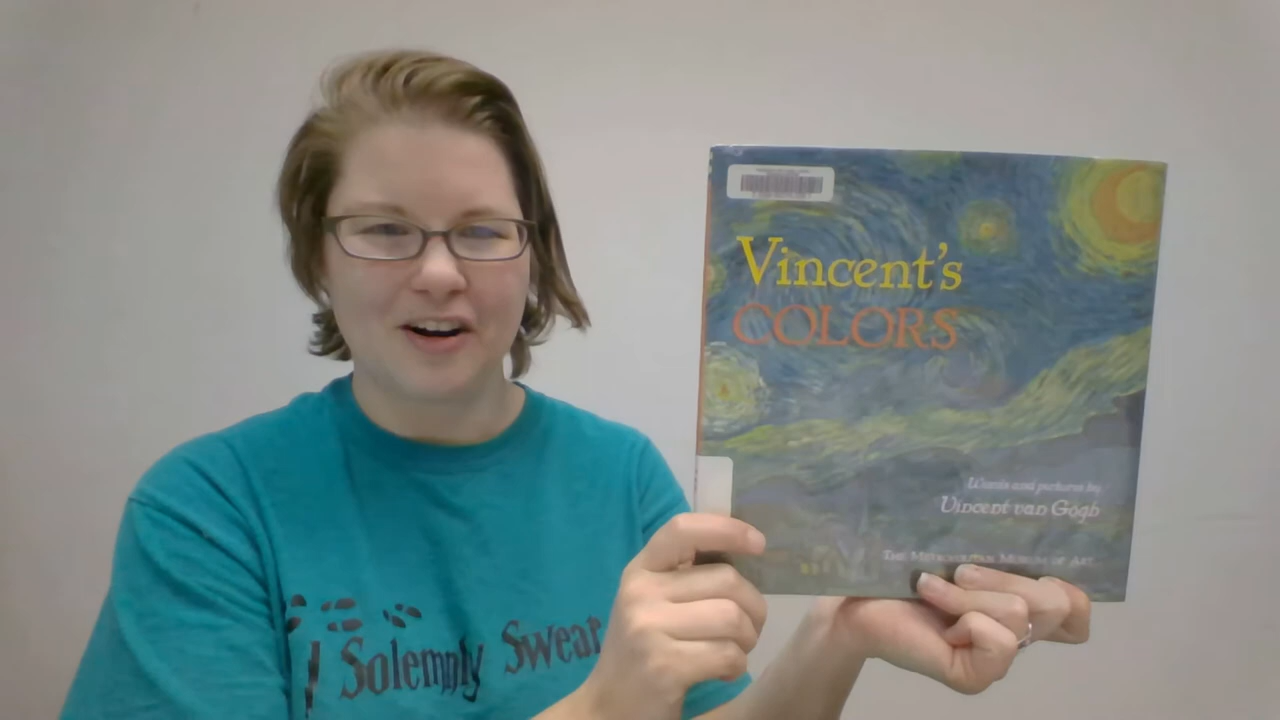 Vincent's
COLORS
Words and pictures by
Vincent van Gogh
THE METROPOLITAN MUSEUM OF ART
I Solemnly Swear